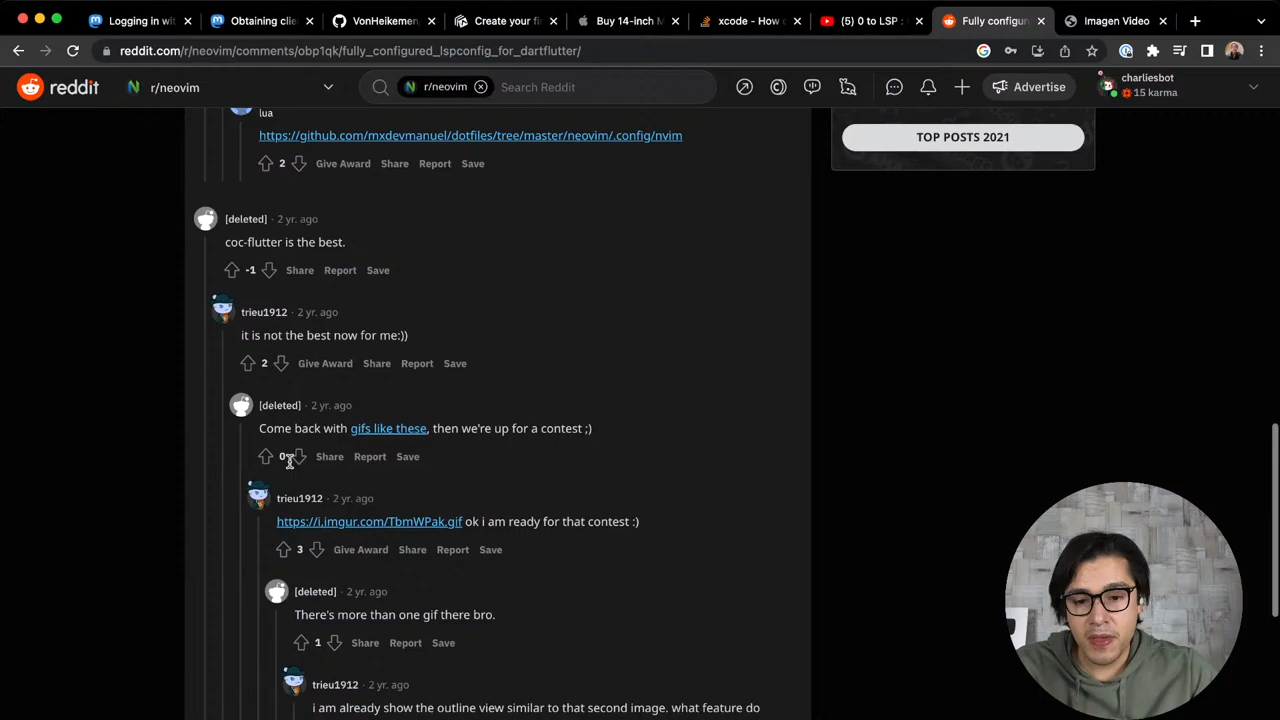 Logging in wit
Obtaining clie
VonHeikemen
Create your fi
Buy 14-inch M
xcode - How c
(5) 0 to LSP :
Fully configur
Imagen Video
reddit.com/r/neovim/comments/obp1qk/fully_configured_lspconfig_for_dartflutter/
reddit
r/neovim
r/neovim
Search Reddit
Advertise
charliesbot
15 karma
lua
https://github.com/mxdevmanuel/dotfiles/tree/master/neovim/.config/nvim
2 Give Award Share Report Save
TOP POSTS 2021
[deleted] · 2 yr. ago
coc-flutter is the best.
-1 Share Report Save
trieu1912 · 2 yr. ago
it is not the best now for me:))
2 Give Award Share Report Save
[deleted] · 2 yr. ago
Come back with gifs like these, then we're up for a contest ;)
0 Share Report Save
trieu1912 · 2 yr. ago
https://i.imgur.com/TbmWPak.gif ok i am ready for that contest :)
3 Give Award Share Report Save
[deleted] · 2 yr. ago
There's more than one gif there bro.
1 Share Report Save
trieu1912 · 2 yr. ago
i am already show the outline view similar to that second image. what feature do